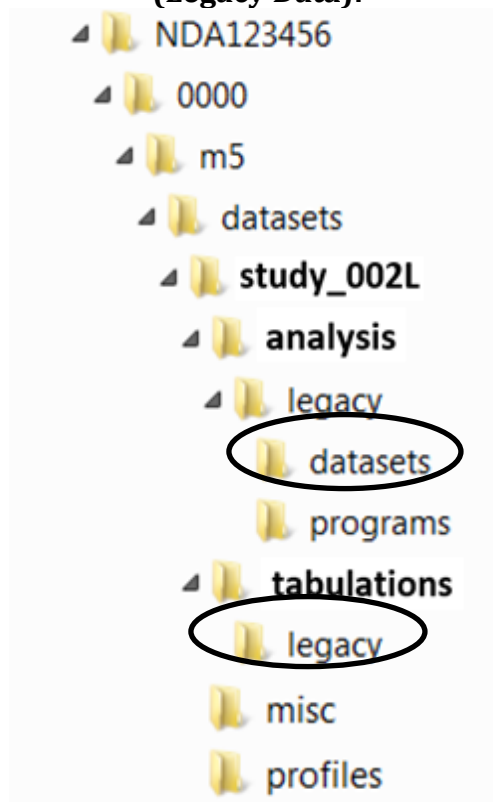 (Legacy Data).
NDA123456
0000
m5
datasets
study_002L
analysis
legacy
datasets
programs
tabulations
legacy
misc
profiles